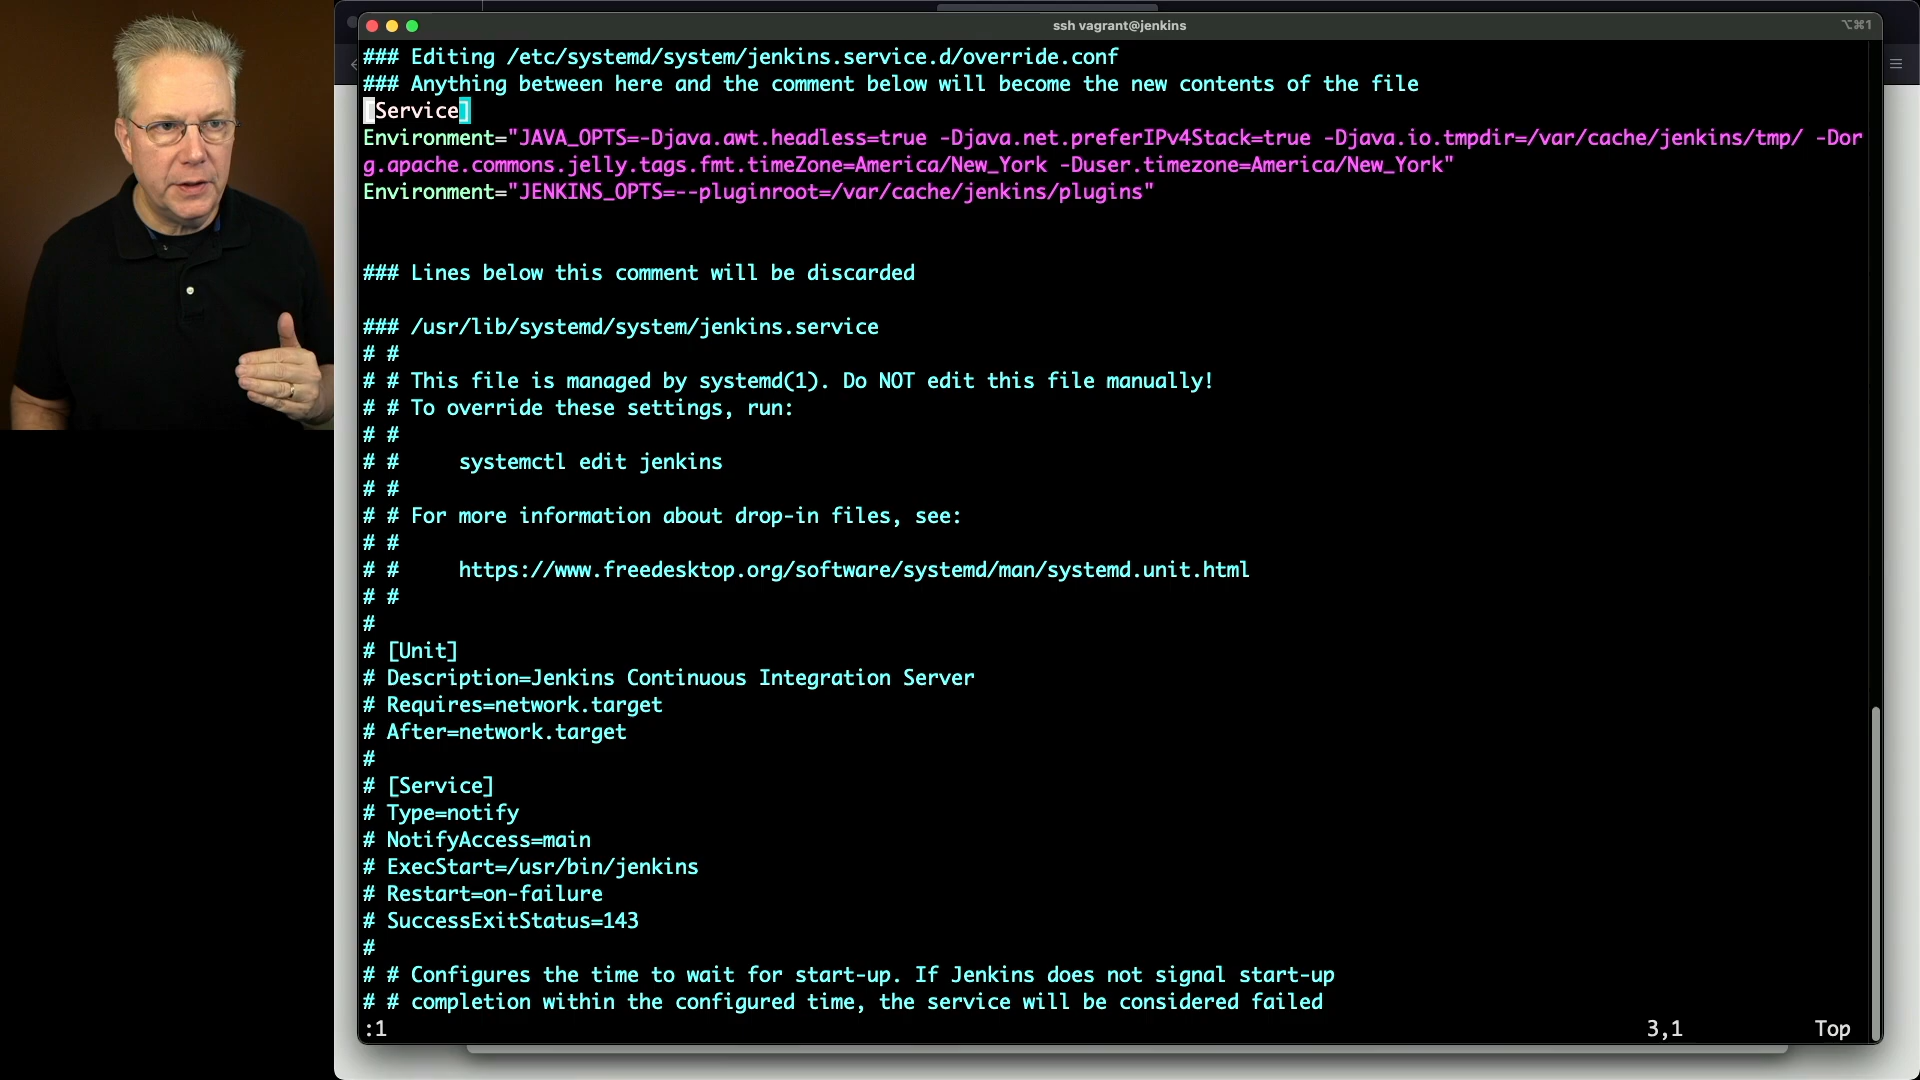 ssh vagrant@jenkins
⌥⌘1
### Editing /etc/systemd/system/jenkins.service.d/override.conf
### Anything between here and the comment below will become the new contents of the file
[Service]
Environment="JAVA_OPTS=-Djava.awt.headless=true -Djava.net.preferIPv4Stack=true -Djava.io.tmpdir=/var/cache/jenkins/tmp/ -Dor
g.apache.commons.jelly.tags.fmt.timeZone=America/New_York -Duser.timezone=America/New_York"
Environment="JENKINS_OPTS=--pluginroot=/var/cache/jenkins/plugins"
### Lines below this comment will be discarded
### /usr/lib/systemd/system/jenkins.service
# #
# # This file is managed by systemd(1). Do NOT edit this file manually!
# # To override these settings, run:
# #
# #     systemctl edit jenkins
# #
# # For more information about drop-in files, see:
# #
# #     https://www.freedesktop.org/software/systemd/man/systemd.unit.html
# #
#
# [Unit]
# Description=Jenkins Continuous Integration Server
# Requires=network.target
# After=network.target
#
# [Service]
# Type=notify
# NotifyAccess=main
# ExecStart=/usr/bin/jenkins
# Restart=on-failure
# SuccessExitStatus=143
#
# # Configures the time to wait for start-up. If Jenkins does not signal start-up
# # completion within the configured time, the service will be considered failed
:1
3,1
Top